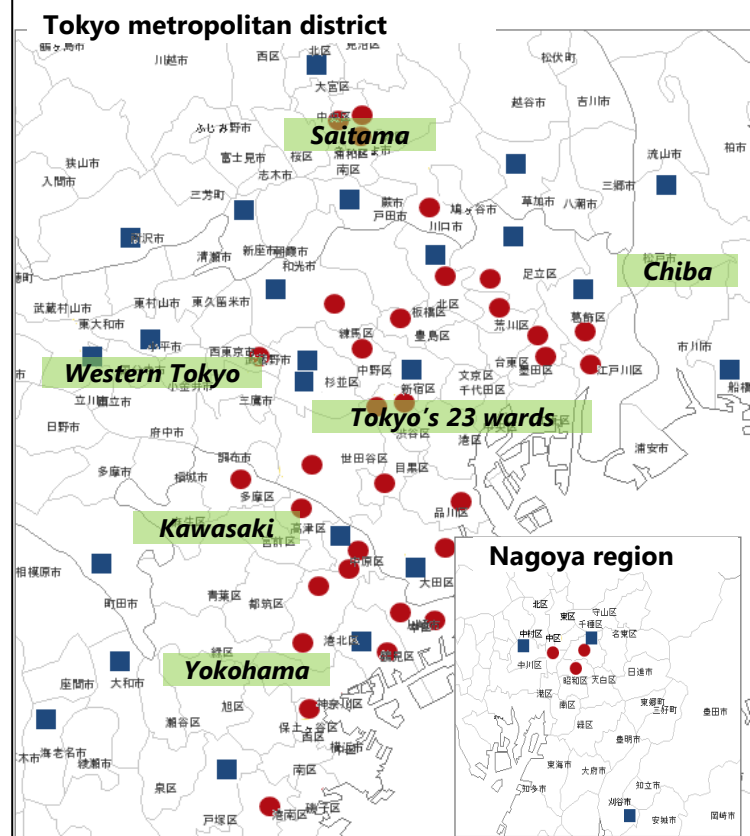 Tokyo metropolitan district
北区
川越市
西区
松伏町
大宮区
越谷市
吉川市
ふじみ野市
Saitama
柏市
富士見市
桜区
浦和区
流山市
狭山市
南区
入間市
志木市
三郷市
三芳町
蕨市
戸田市
鳩ヶ谷市
草加市
八潮市
川口市
所沢市
新座市
朝霞市
清瀬市
和光市
松戸市
Chiba
足立区
武蔵村山市
東村山市
東久留米市
板橋区
北区
葛飾区
東大和市
練馬区
豊島区
荒川区
小平市
西東京市
武蔵野市
市川市
Western Tokyo
中野区
文京区
台東区
墨田区
江戸川区
小金井市
杉並区
新宿区
千代田区
船橋
立川市
国立市
三鷹市
Tokyo's 23 wards
日野市
府中市
渋谷区
港区
浦安市
調布市
世田谷区
目黒区
多摩市
稲城市
多摩区
品川区
Kawasaki
高津区
宮前区
中原区
Nagoya region
相模原市
大田区
町田市
青葉区
都筑区
北区
東区
守山区
千種区
中村区
中区
名東区
緑区
港北区
鶴見区
中川区
昭和区
天白区
日進市
Yokohama
座間市
大和市
港区
南区
東郷町
三好町
豊田市
瀬谷区
旭区
神奈川区
保土ヶ谷区
西区
緑区
豊明市
海老名市
綾瀬市
南区
東海市
大府市
泉区
知多市
知立市
刈谷市
戸塚区
港南区
磯子区
安城市
岡崎市